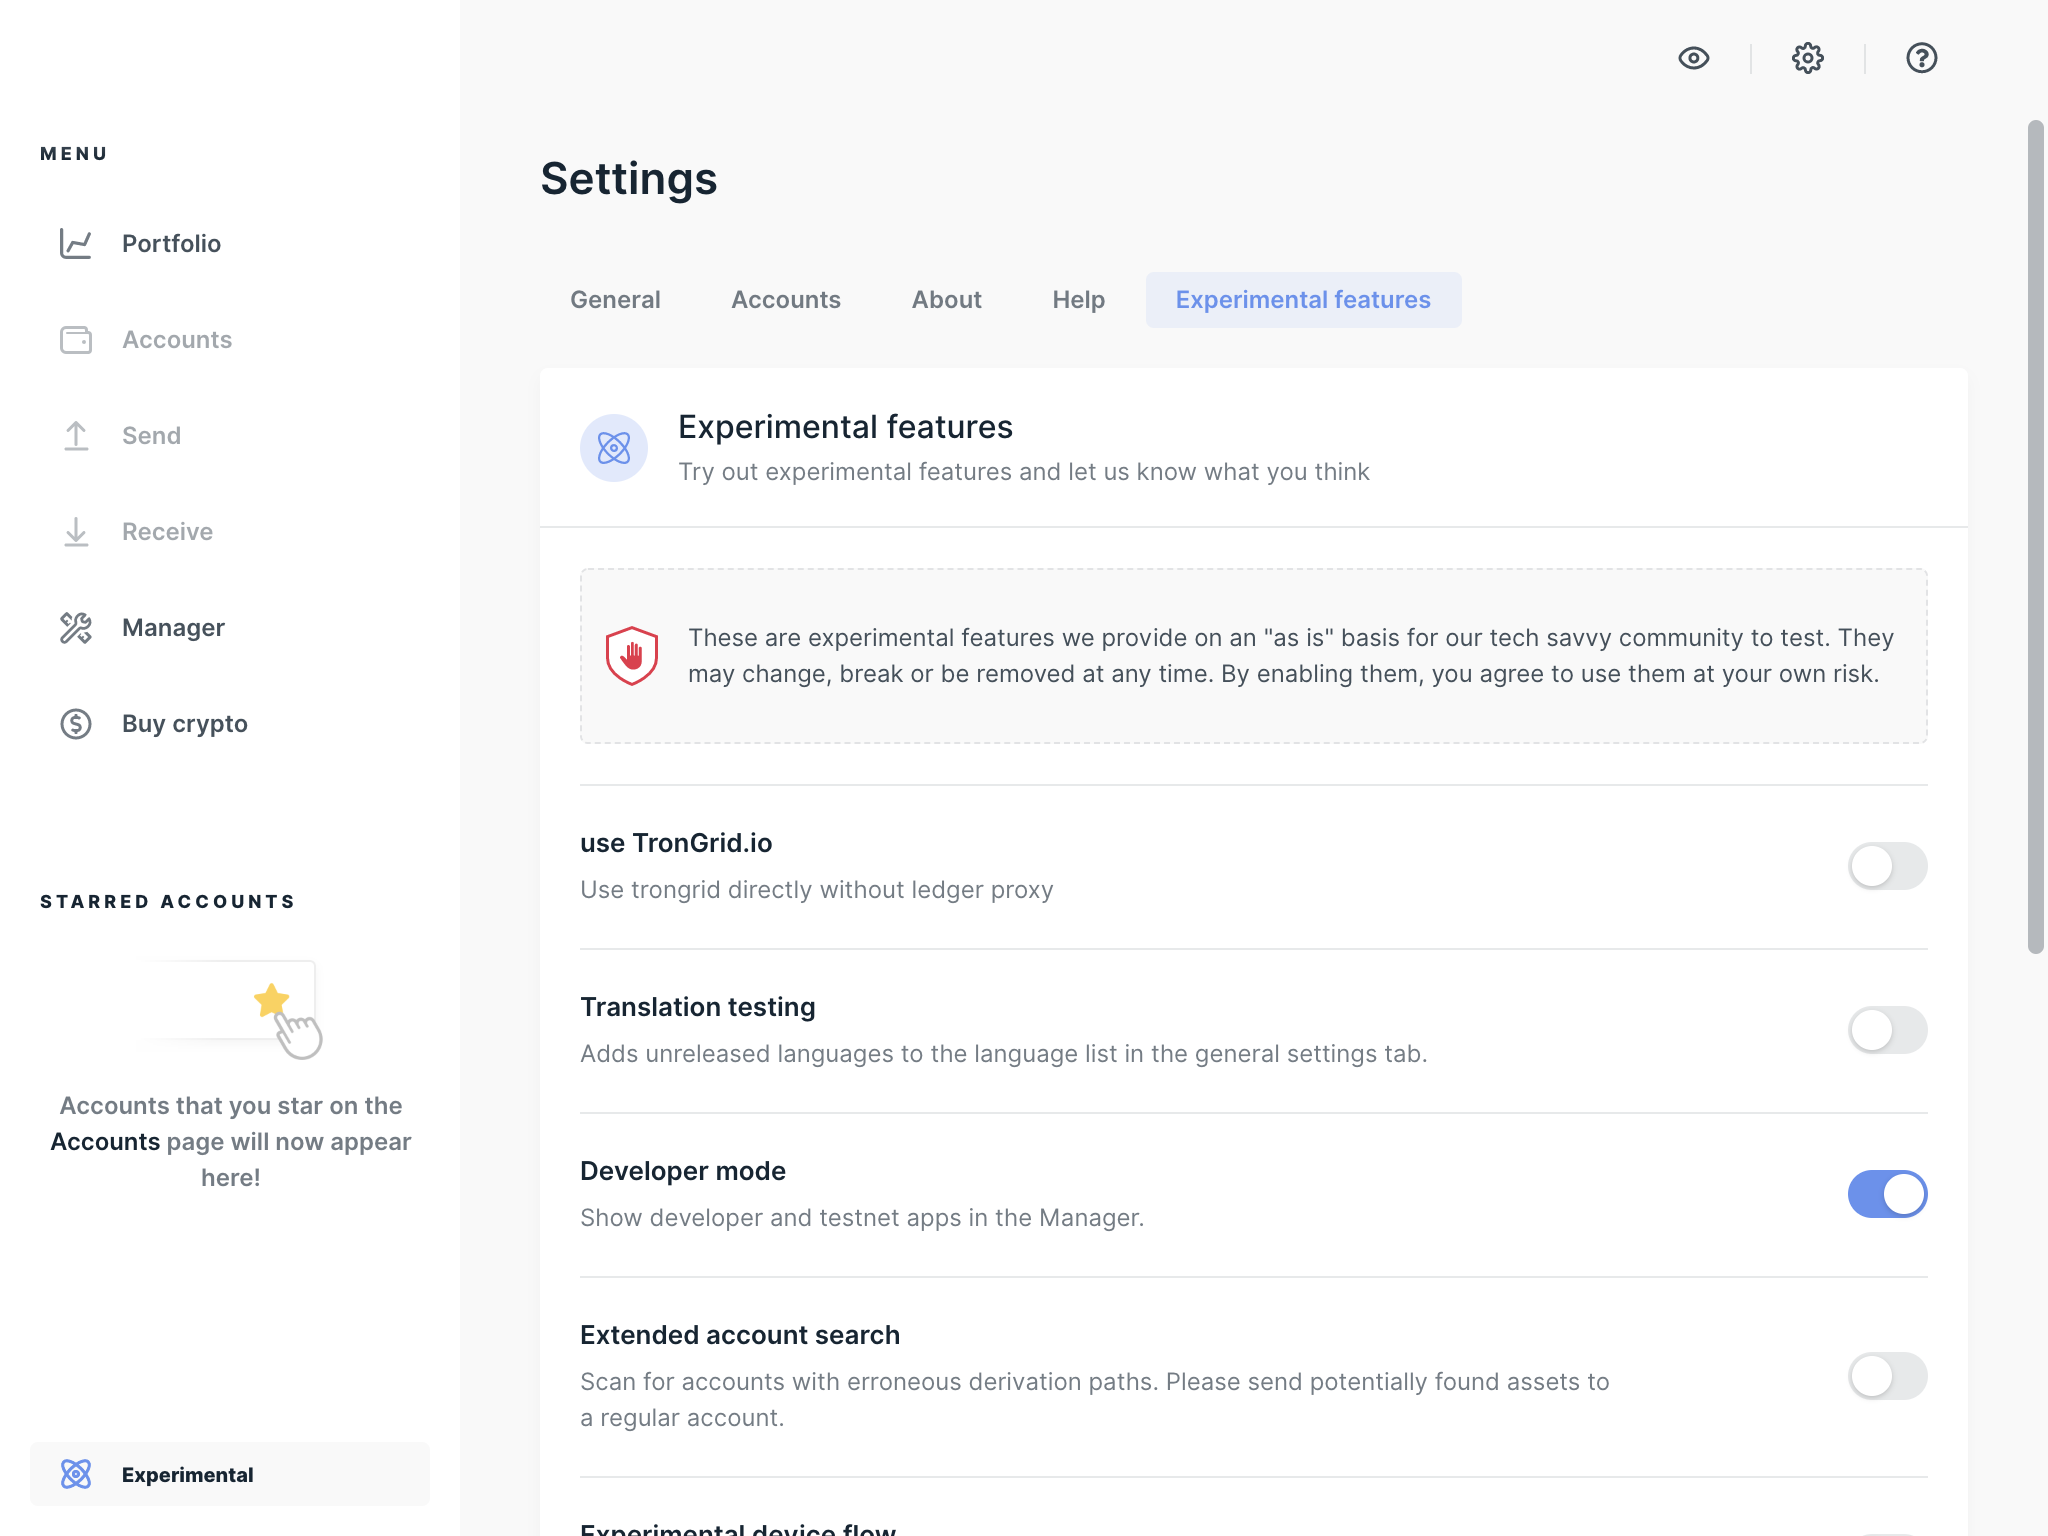 MENU
Portfolio
Accounts
Send
Receive
Manager
Buy crypto
STARRED ACCOUNTS
Accounts that you star on the
Accounts page will now appear
here!
Experimental
Settings
General
Accounts
About
Help
Experimental features
Experimental features
Try out experimental features and let us know what you think
These are experimental features we provide on an "as is" basis for our tech savvy community to test. They
may change, break or be removed at any time. By enabling them, you agree to use them at your own risk.
use TronGrid.io
Use trongrid directly without ledger proxy
Translation testing
Adds unreleased languages to the language list in the general settings tab.
Developer mode
Show developer and testnet apps in the Manager.
Extended account search
Scan for accounts with erroneous derivation paths. Please send potentially found assets to
a regular account.
Experimental device flow